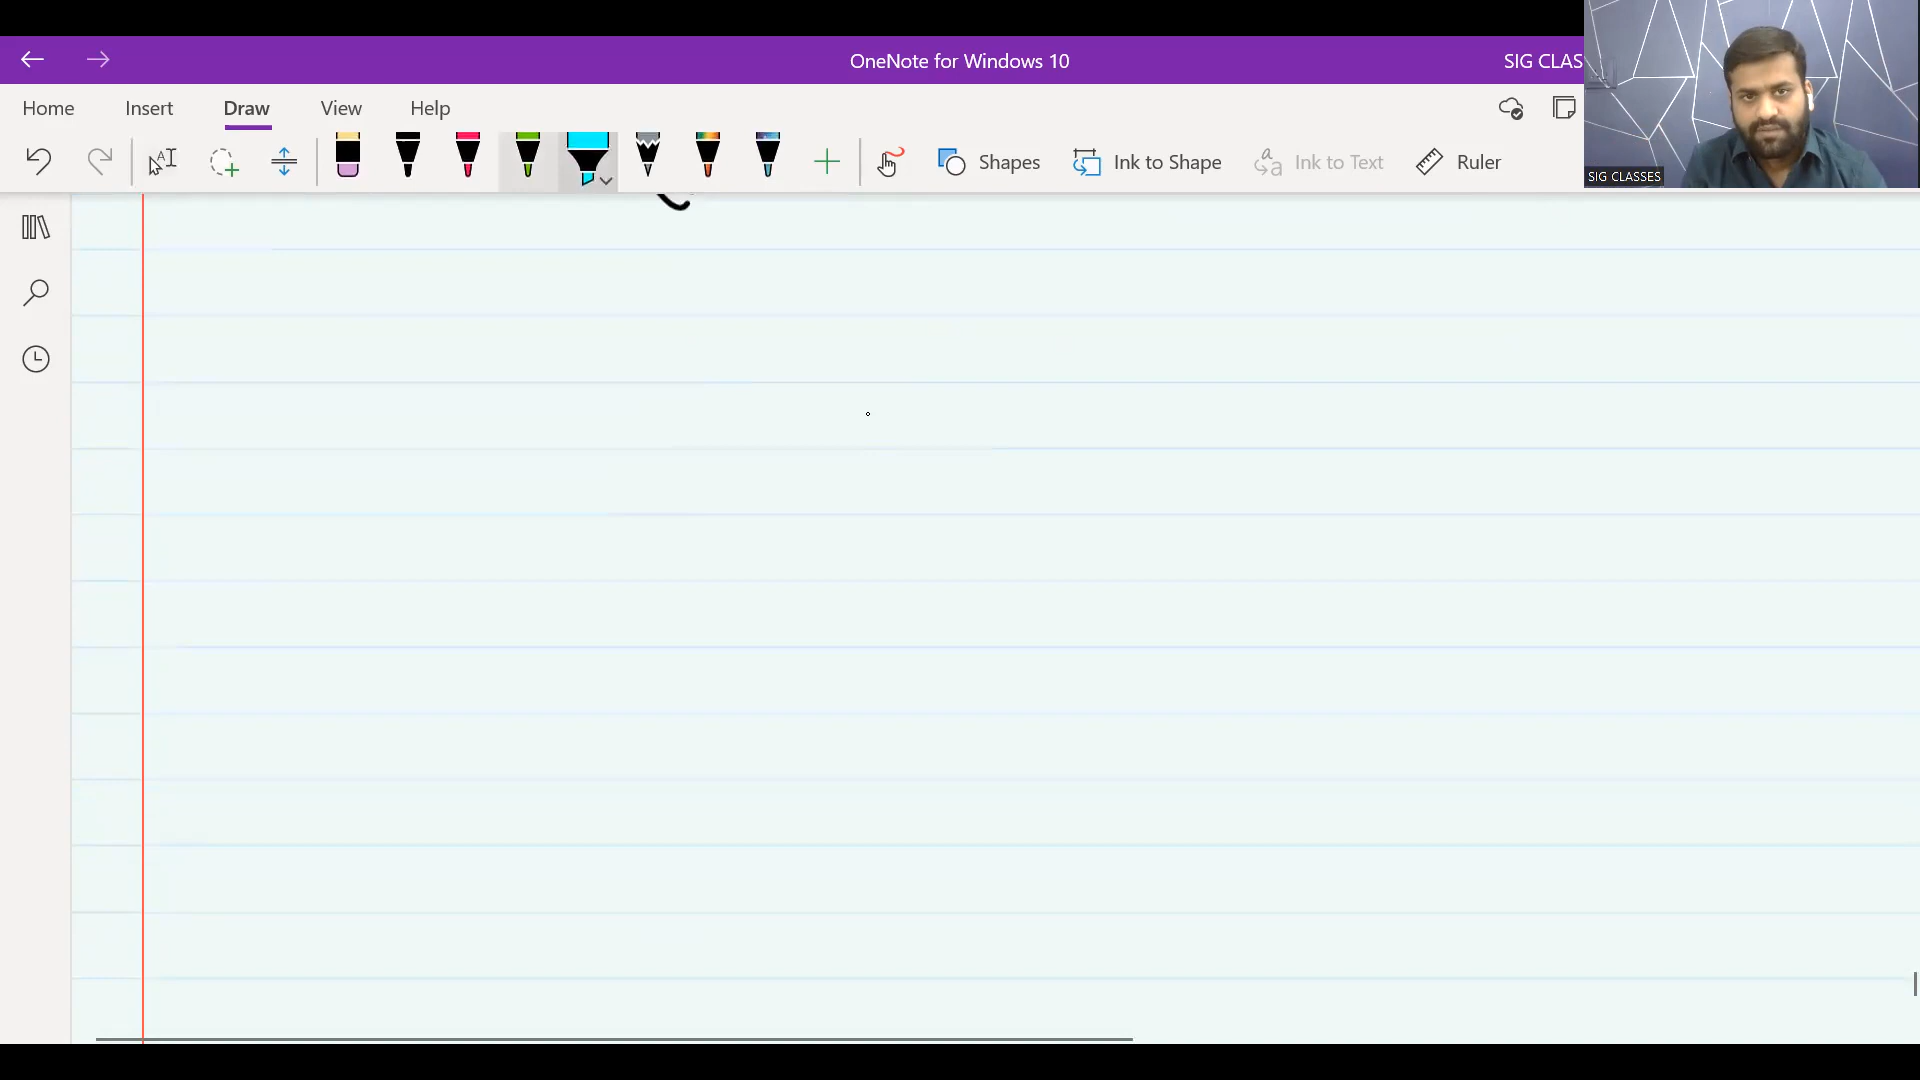 OneNote for Windows 10
SIG CLAS
Home Insert Draw View Help
Shapes Ink to Shape Ink to Text Ruler
SIG CLASSES